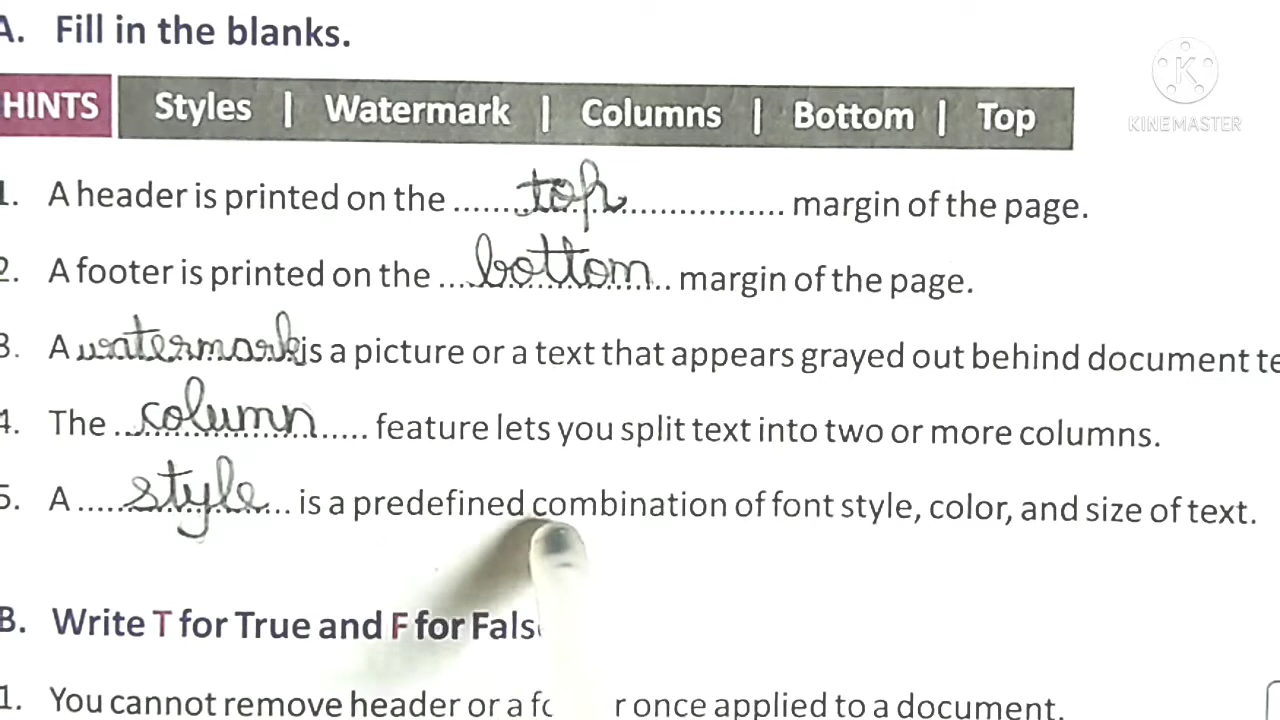 A. Fill in the blanks.
K
KINEMASTER
HINTS Styles | Watermark | Columns | Bottom | Top
1. A header is printed on the ......top...................... margin of the page.
2. A footer is printed on the ....bottom.. margin of the page.
3. A watermark is a picture or a text that appears grayed out behind document te
4. The ..column...... feature lets you split text into two or more columns.
5. A .....style... is a predefined combination of font style, color, and size of text.
B. Write T for True and F for Fals
1. You cannot remove header or a fo r once applied to a document.